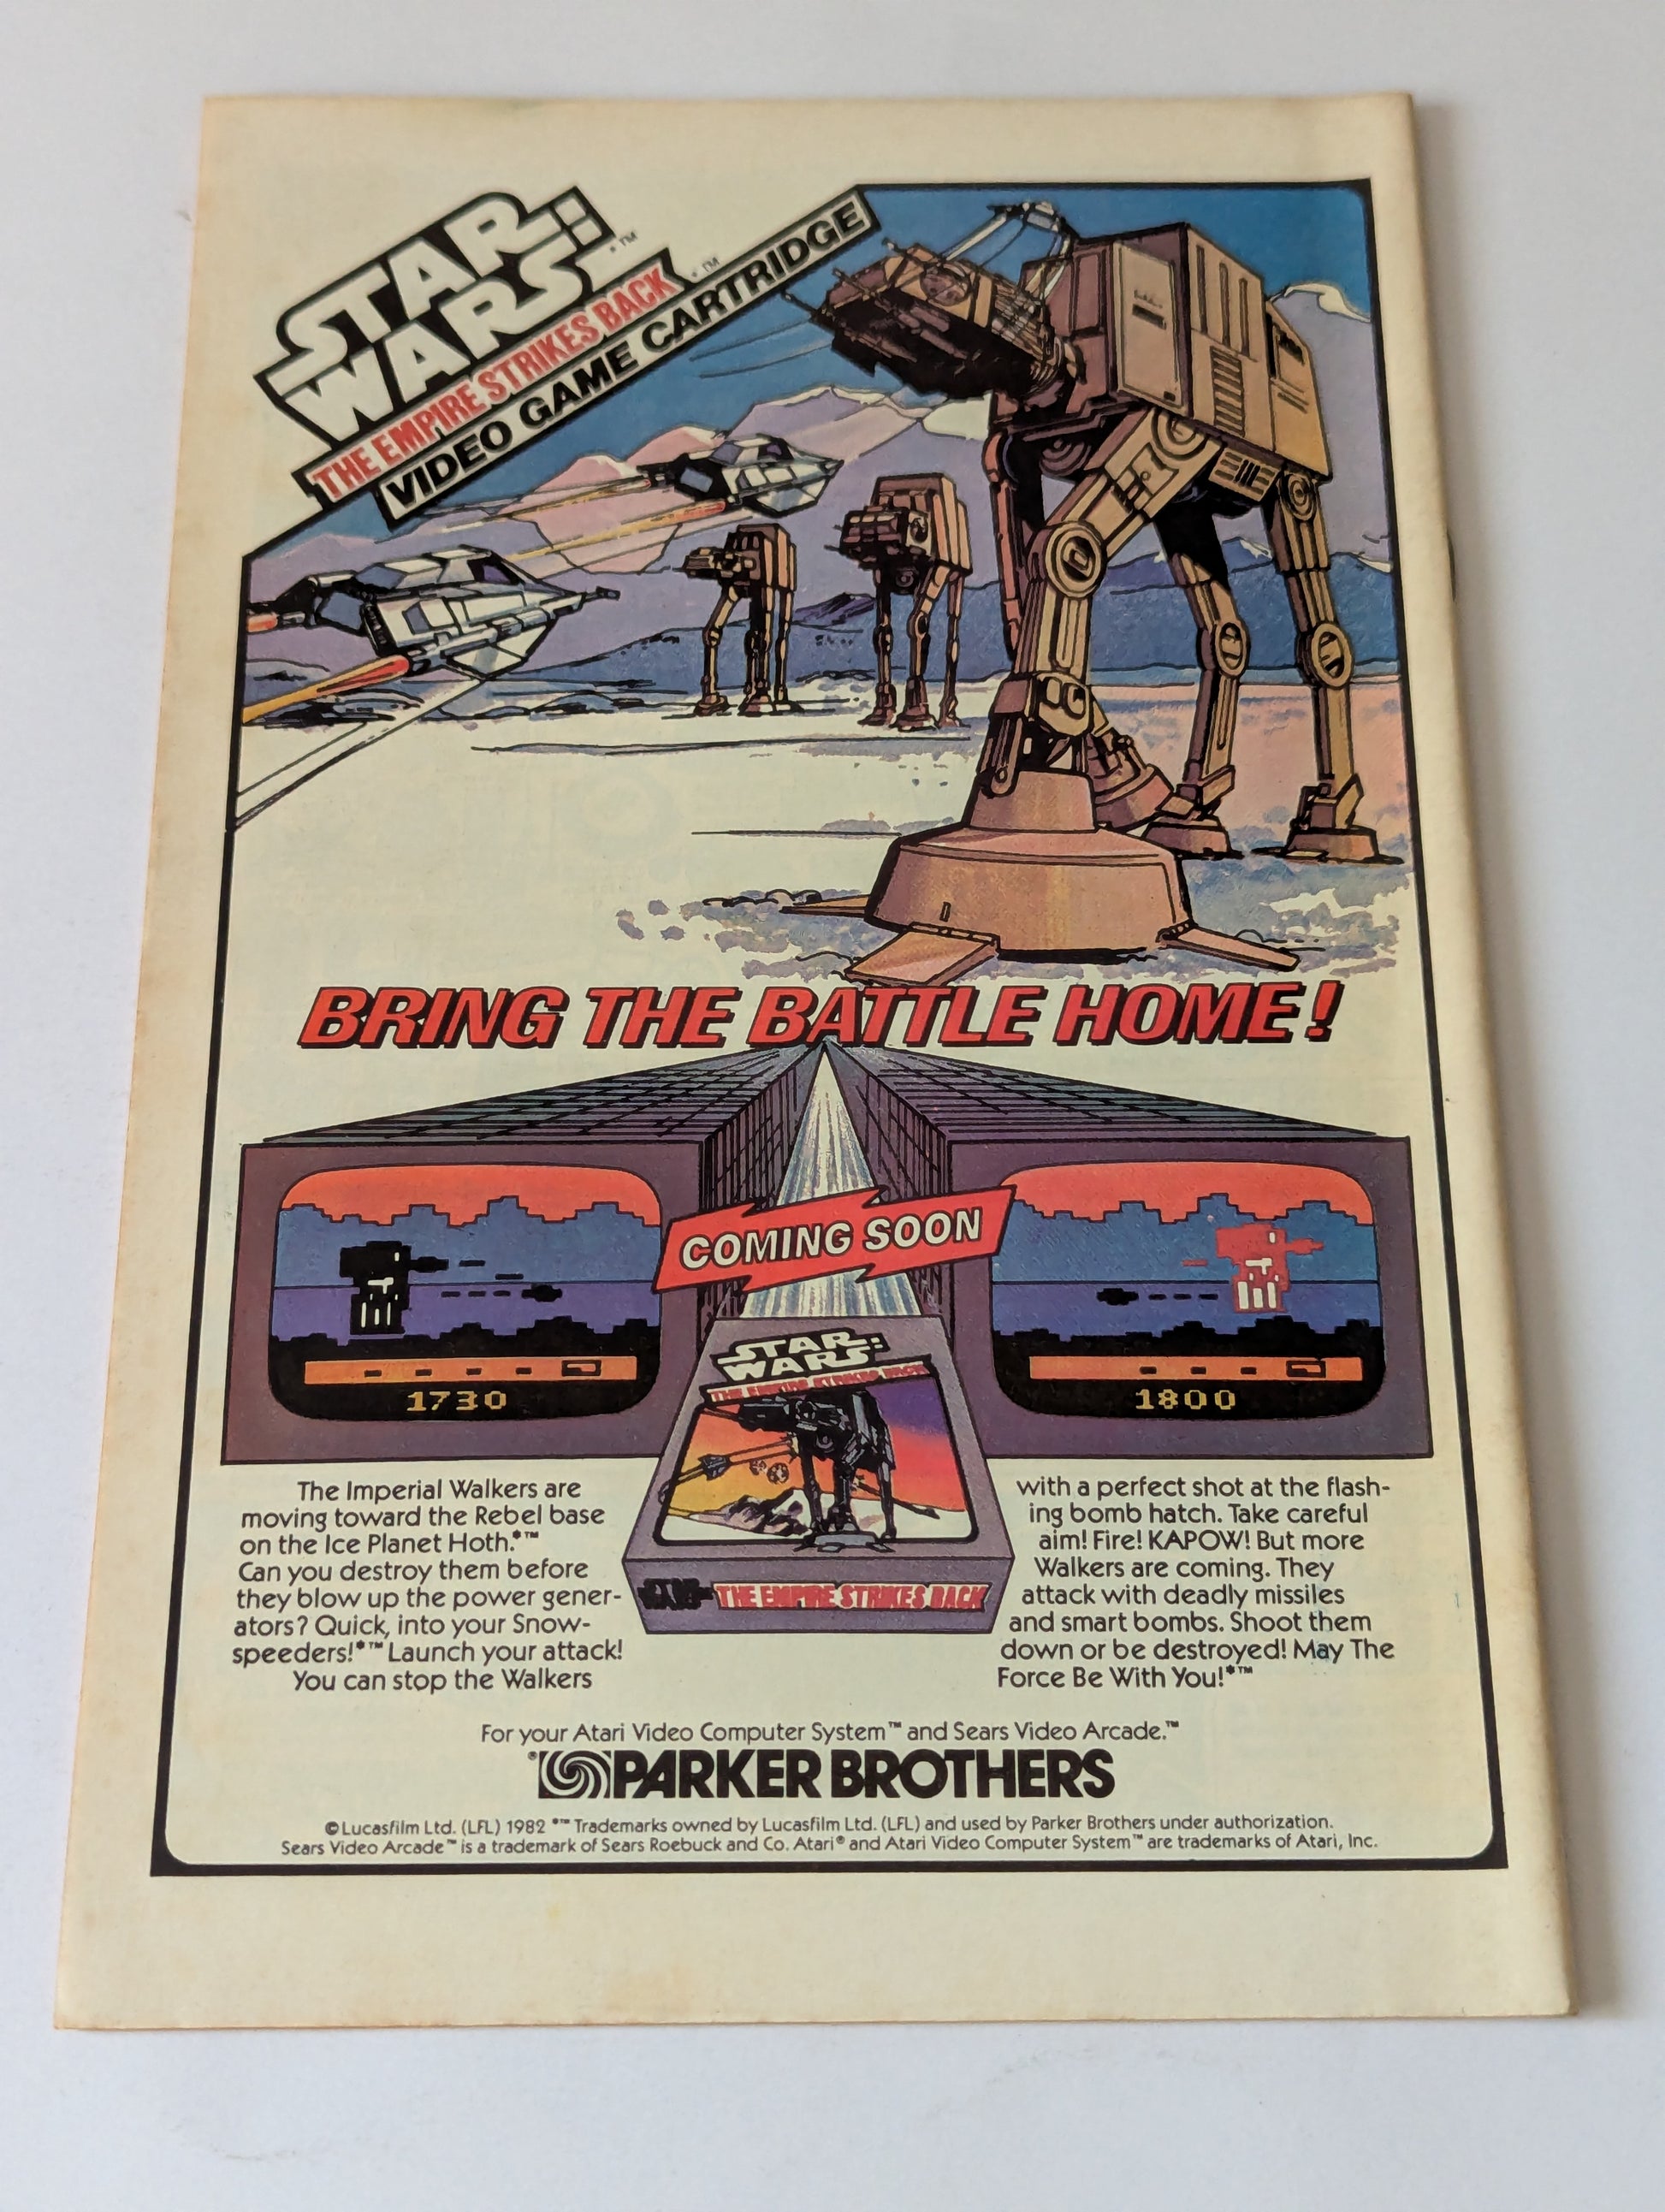 STAR
WARS:™
THE EMPIRE STRIKES BACK•™
VIDEO GAME CARTRIDGE
BRING THE BATTLE HOME!
COMING SOON
1730
1800
STAR
WARS:
THE EMPIRE STRIKES BACK
STAR WARS THE EMPIRE STRIKES BACK
The Imperial Walkers are
moving toward the Rebel base
on the Ice Planet Hoth.•™
Can you destroy them before
they blow up the power gener-
ators? Quick, into your Snow-
speeders!•™ Launch your attack!
You can stop the Walkers
with a perfect shot at the flash-
ing bomb hatch. Take careful
aim! Fire! KAPOW! But more
Walkers are coming. They
attack with deadly missiles
and smart bombs. Shoot them
down or be destroyed! May The
Force Be With You!•™
For your Atari Video Computer System™ and Sears Video Arcade.™
® PARKER BROTHERS
© Lucasfilm Ltd. (LFL) 1982 •™ Trademarks owned by Lucasfilm Ltd. (LFL) and used by Parker Brothers under authorization.
Sears Video Arcade™ is a trademark of Sears Roebuck and Co. Atari® and Atari Video Computer System™ are trademarks of Atari, Inc.